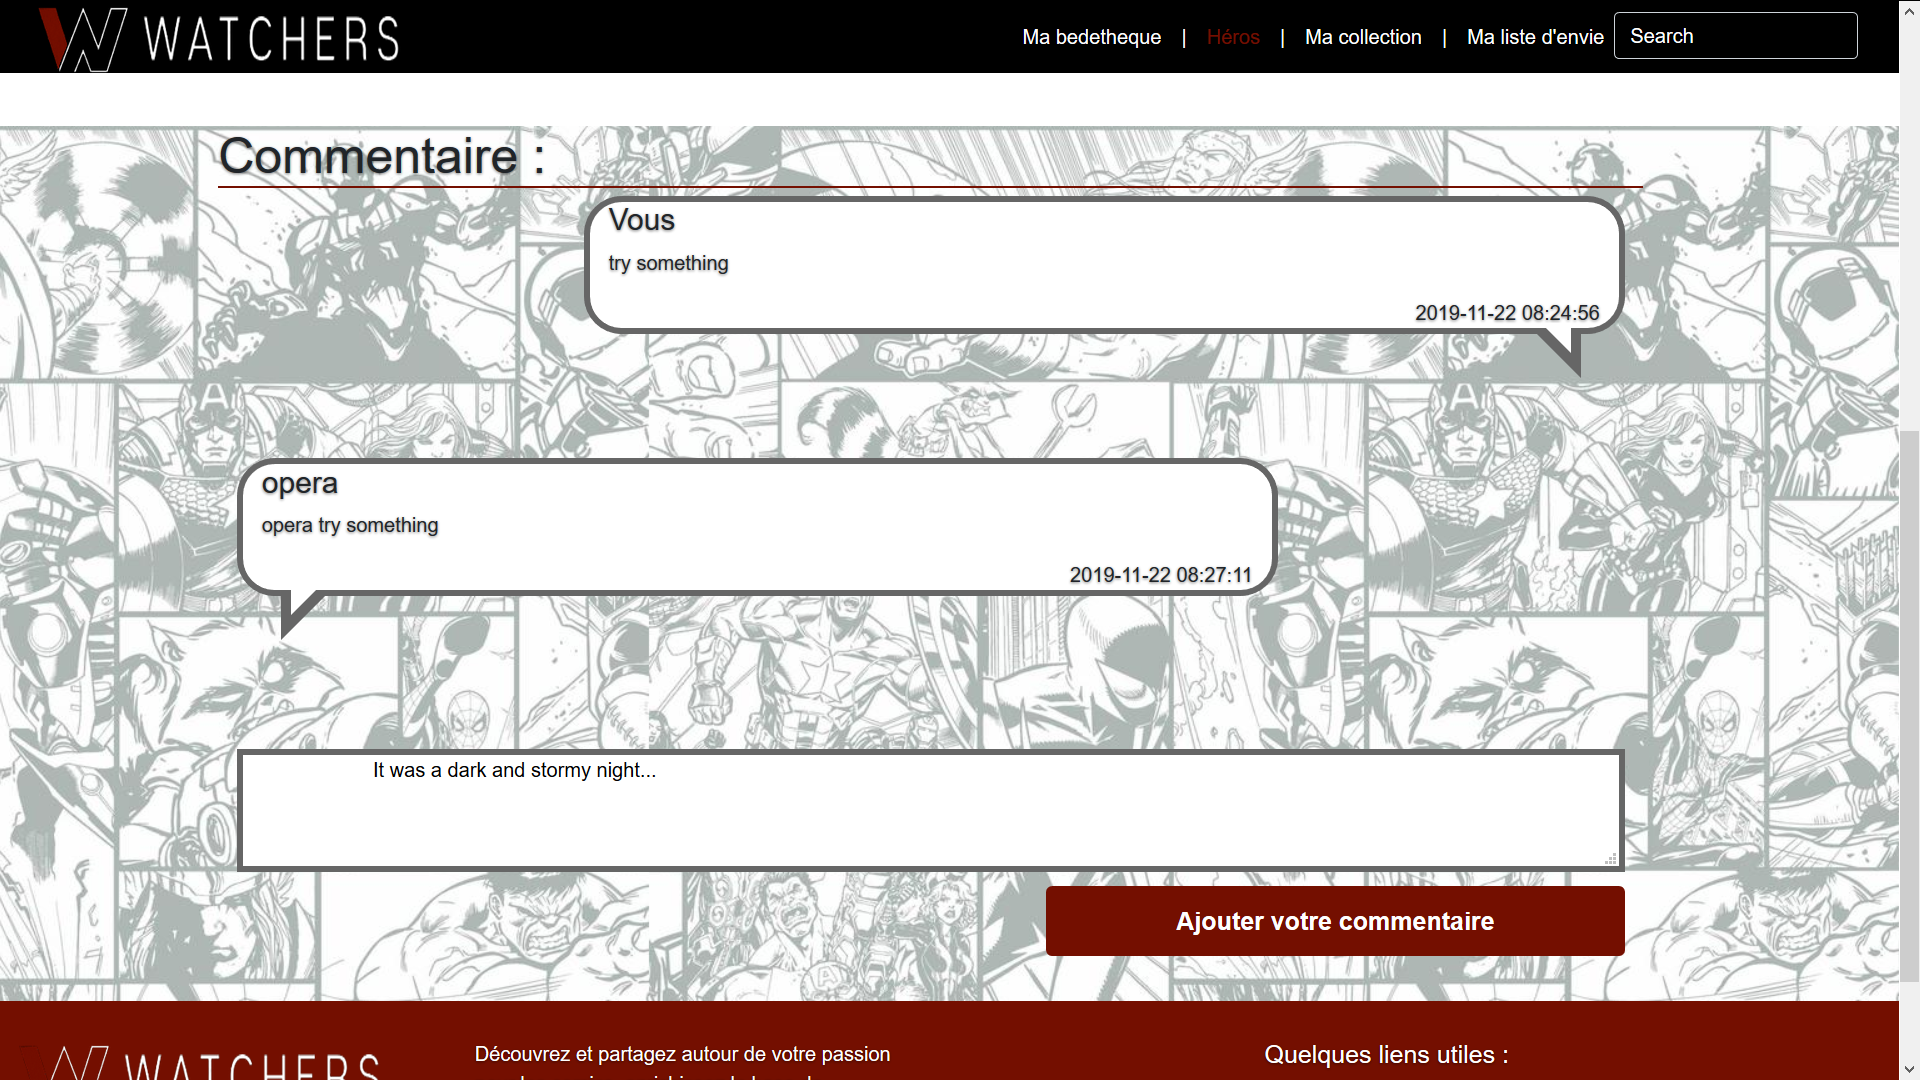 WATCHERS
Ma bedetheque | Héros | Ma collection | Ma liste d'envie
Search
Commentaire :
Vous
try something
2019-11-22 08:24:56
opera
opera try something
2019-11-22 08:27:11
It was a dark and stormy night...
Ajouter votre commentaire
WATCHERS
Découvrez et partagez autour de votre passion
Quelques liens utiles :